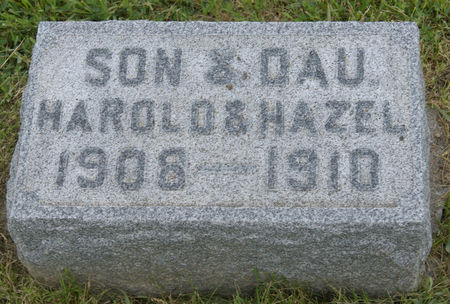 SON & DAU.
HAROLD & HAZEL
1908 — 1910